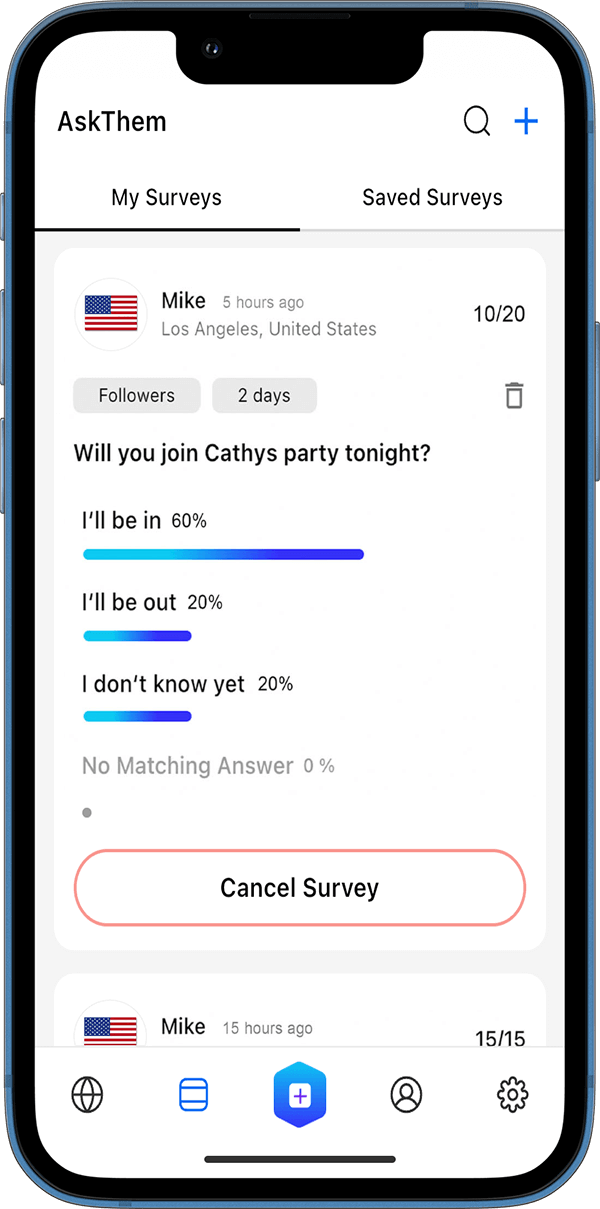 AskThem
My Surveys Saved Surveys
Mike 5 hours ago
Los Angeles, United States
10/20
Followers 2 days
Will you join Cathys party tonight?
I'll be in 60%
I'll be out 20%
I don't know yet 20%
No Matching Answer 0 %
Cancel Survey
Mike 15 hours ago
15/15